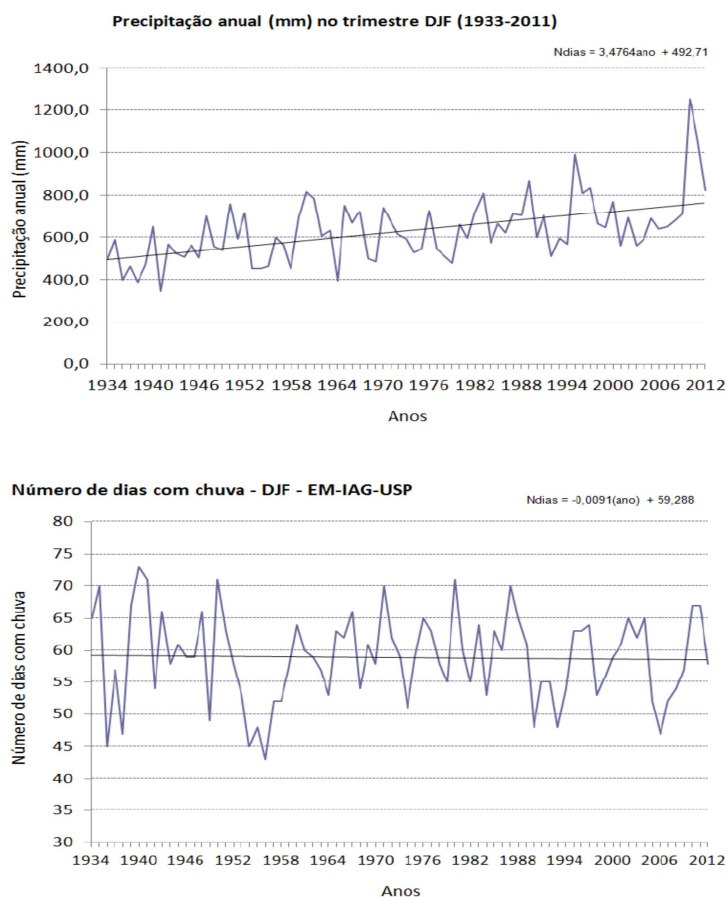 Precipitação anual (mm) no trimestre DJF (1933-2011)
Ndias = 3,4764ano + 492,71
Precipitação anual (mm)
1400,0
1200,0
1000,0
800,0
600,0
400,0
200,0
0,0
1934 1940 1946 1952 1958 1964 1970 1976 1982 1988 1994 2000 2006 2012
Anos
Número de dias com chuva - DJF - EM-IAG-USP
Ndias = -0,0091(ano) + 59,288
Número de dias com chuva
80
75
70
65
60
55
50
45
40
35
30
1934 1940 1946 1952 1958 1964 1970 1976 1982 1988 1994 2000 2006 2012
Anos